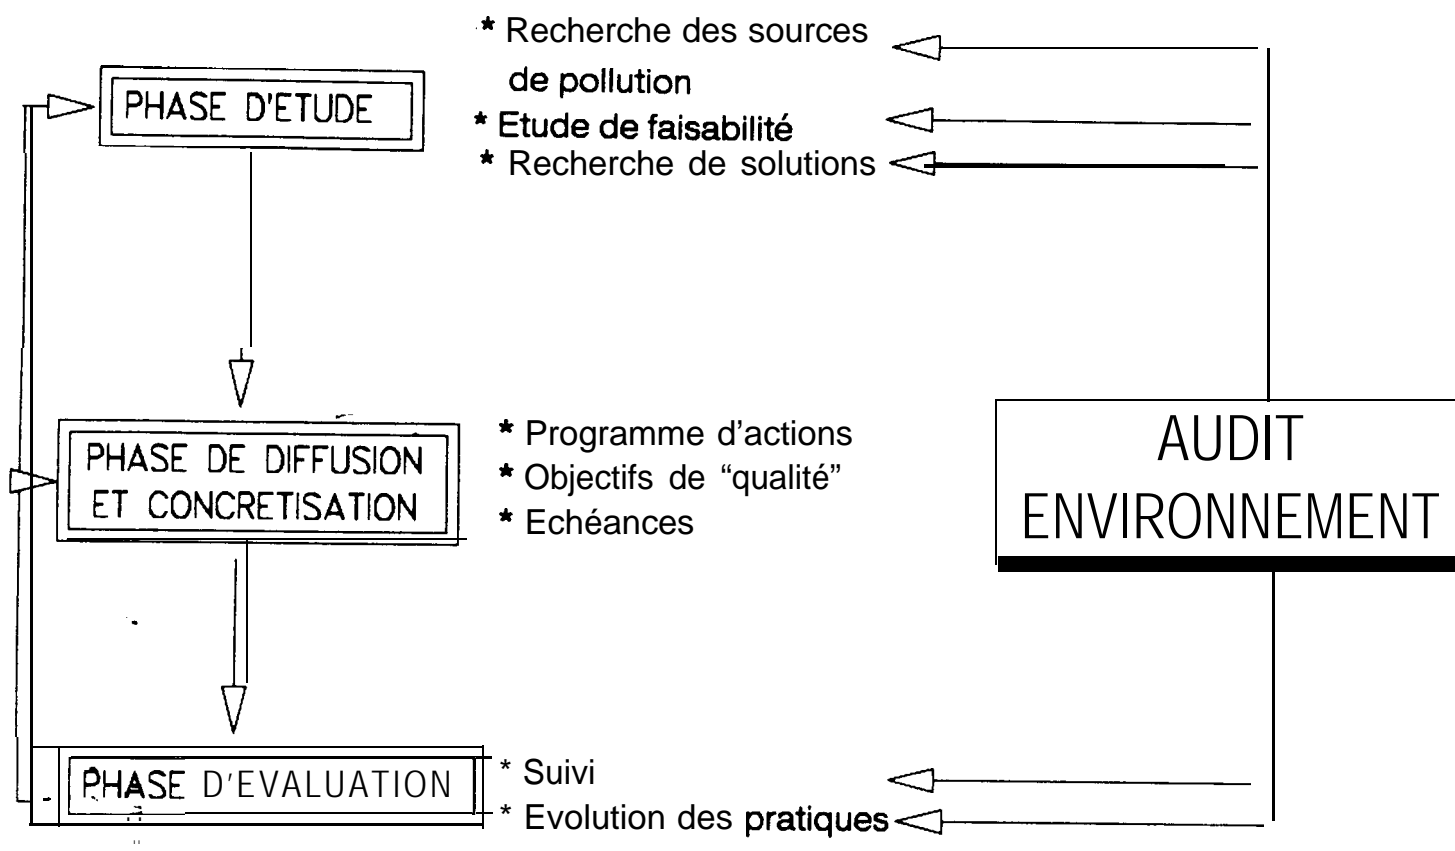 * Recherche des sources
de pollution
* Etude de faisabilité
* Recherche de solutions
PHASE D'ETUDE
PHASE DE DIFFUSION
ET CONCRETISATION
* Programme d'actions
* Objectifs de “qualité”
* Echéances
AUDIT
ENVIRONNEMENT
PHASE D'EVALUATION
* Suivi
* Evolution des pratiques